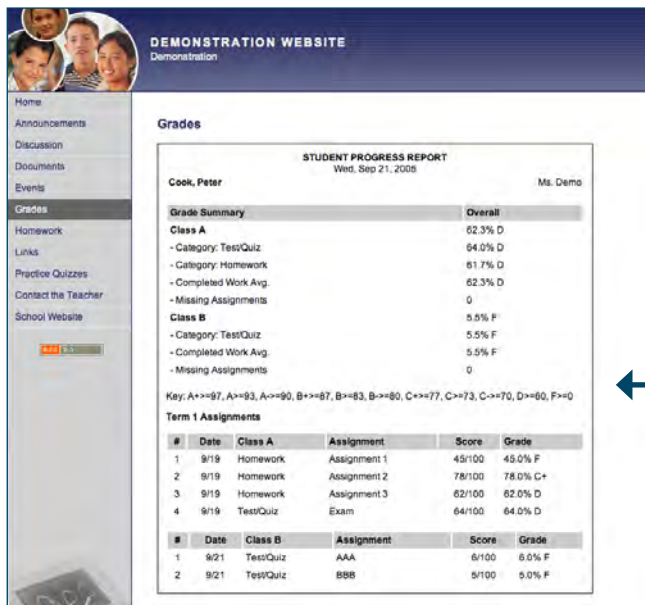 DEMONSTRATION WEBSITE
Demonstration
Home
Announcements
Discussion
Documents
Events
Grades
Homework
Links
Practice Quizzes
Contact the Teacher
School Website
Grades
STUDENT PROGRESS REPORT
Wed, Sep 21, 2005
Cook, Peter Ms. Demo
Grade Summary Overall
Class A 62.3% D
- Category: Test/Quiz 64.0% D
- Category: Homework 61.7% D
- Completed Work Avg. 62.3% D
- Missing Assignments 0
Class B 5.5% F
- Category: Test/Quiz 5.5% F
- Completed Work Avg. 5.5% F
- Missing Assignments 0
Key: A+>=97, A>=93, A->=90, B+>=87, B>=83, B->=80, C+>=77, C>=73, C->=70, D>=60, F>=0
Term 1 Assignments
# Date Class A Assignment Score Grade
1 9/19 Homework Assignment 1 45/100 45.0% F
2 9/19 Homework Assignment 2 78/100 78.0% C+
3 9/19 Homework Assignment 3 62/100 62.0% D
4 9/19 Test/Quiz Exam 64/100 64.0% D
# Date Class B Assignment Score Grade
1 9/21 Test/Quiz AAA 6/100 6.0% F
2 9/21 Test/Quiz BBB 5/100 5.0% F